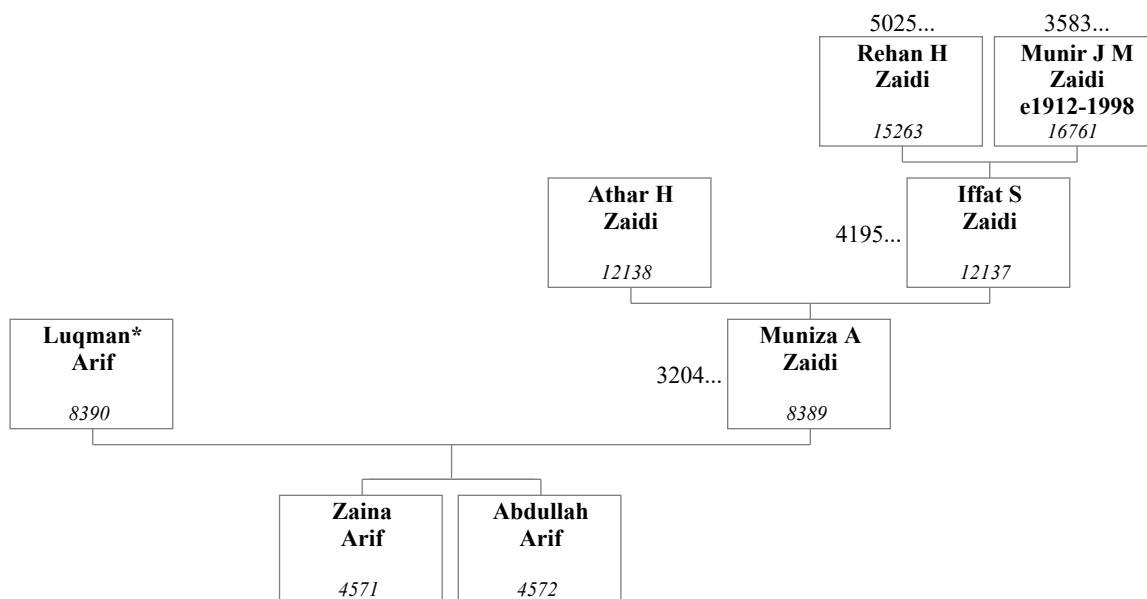 5025...
Rehan H
Zaidi
15263
3583...
Munir J M
Zaidi
e1912-1998
16761
Athar H
Zaidi
12138
4195...
Iffat S
Zaidi
12137
Luqman*
Arif
8390
3204...
Muniza A
Zaidi
8389
Zaina
Arif
4571
Abdullah
Arif
4572